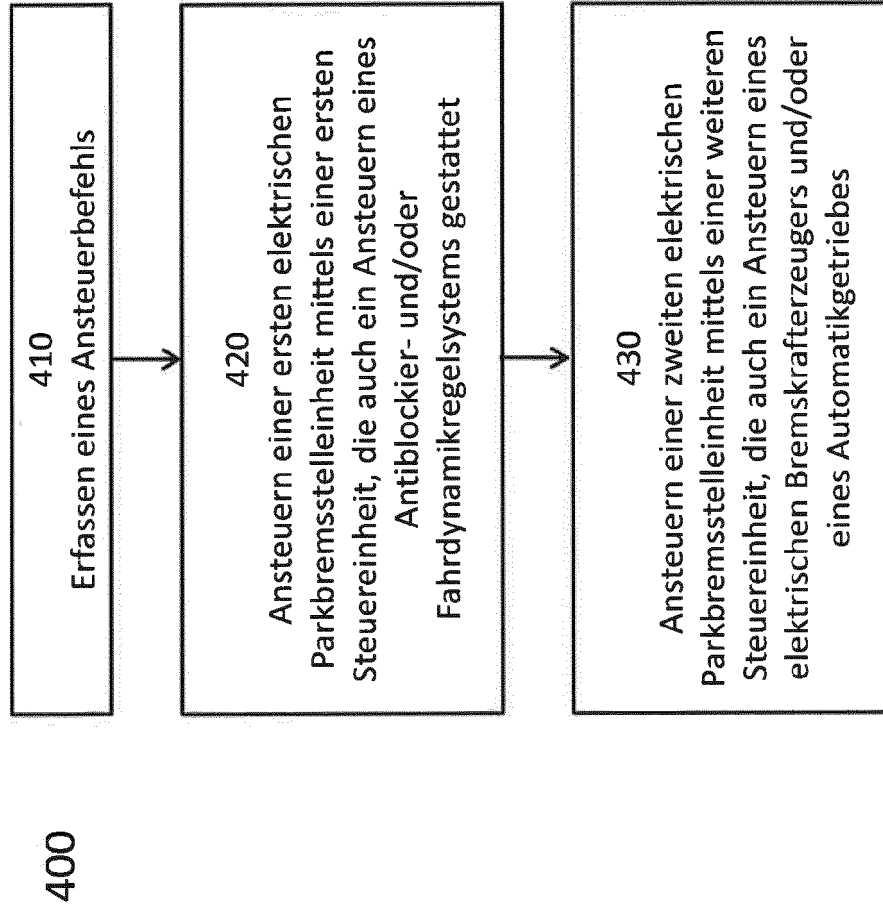 400
410
Erfassen eines Ansteuerbefehls
420
Ansteuern einer ersten elektrischen
Parkbremsstelleinheit mittels einer ersten
Steuereinheit, die auch ein Ansteuern eines
Antiblockier- und/oder
Fahrdynamikregelsystems gestattet
430
Ansteuern einer zweiten elektrischen
Parkbremsstelleinheit mittels einer weiteren
Steuereinheit, die auch ein Ansteuern eines
elektrischen Bremskrafterzeugers und/oder
eines Automatikgetriebes